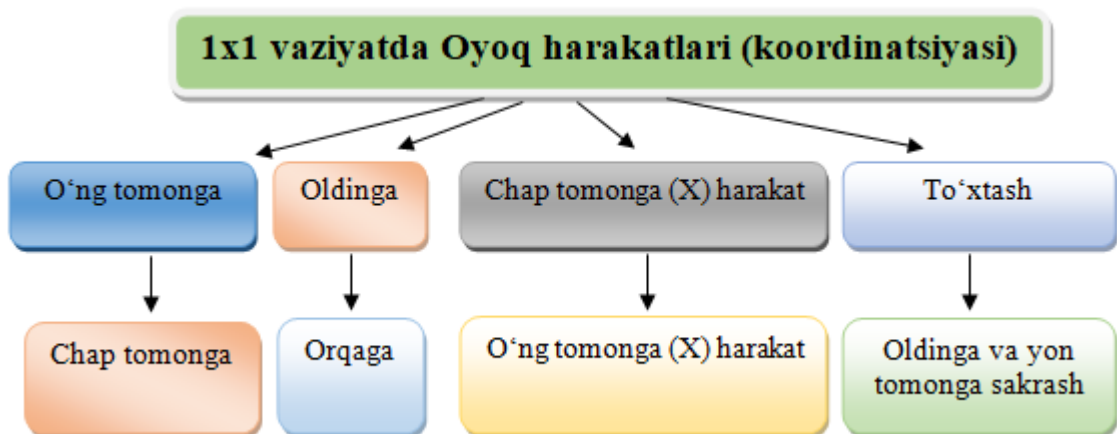 1x1 vaziyatda Oyoq harakatlari (koordinatsiyasi)
O‘ng tomonga
Oldinga
Chap tomonga (X) harakat
To‘xtash
Chap tomonga
Orqaga
O‘ng tomonga (X) harakat
Oldinga va yon
tomonga sakrash